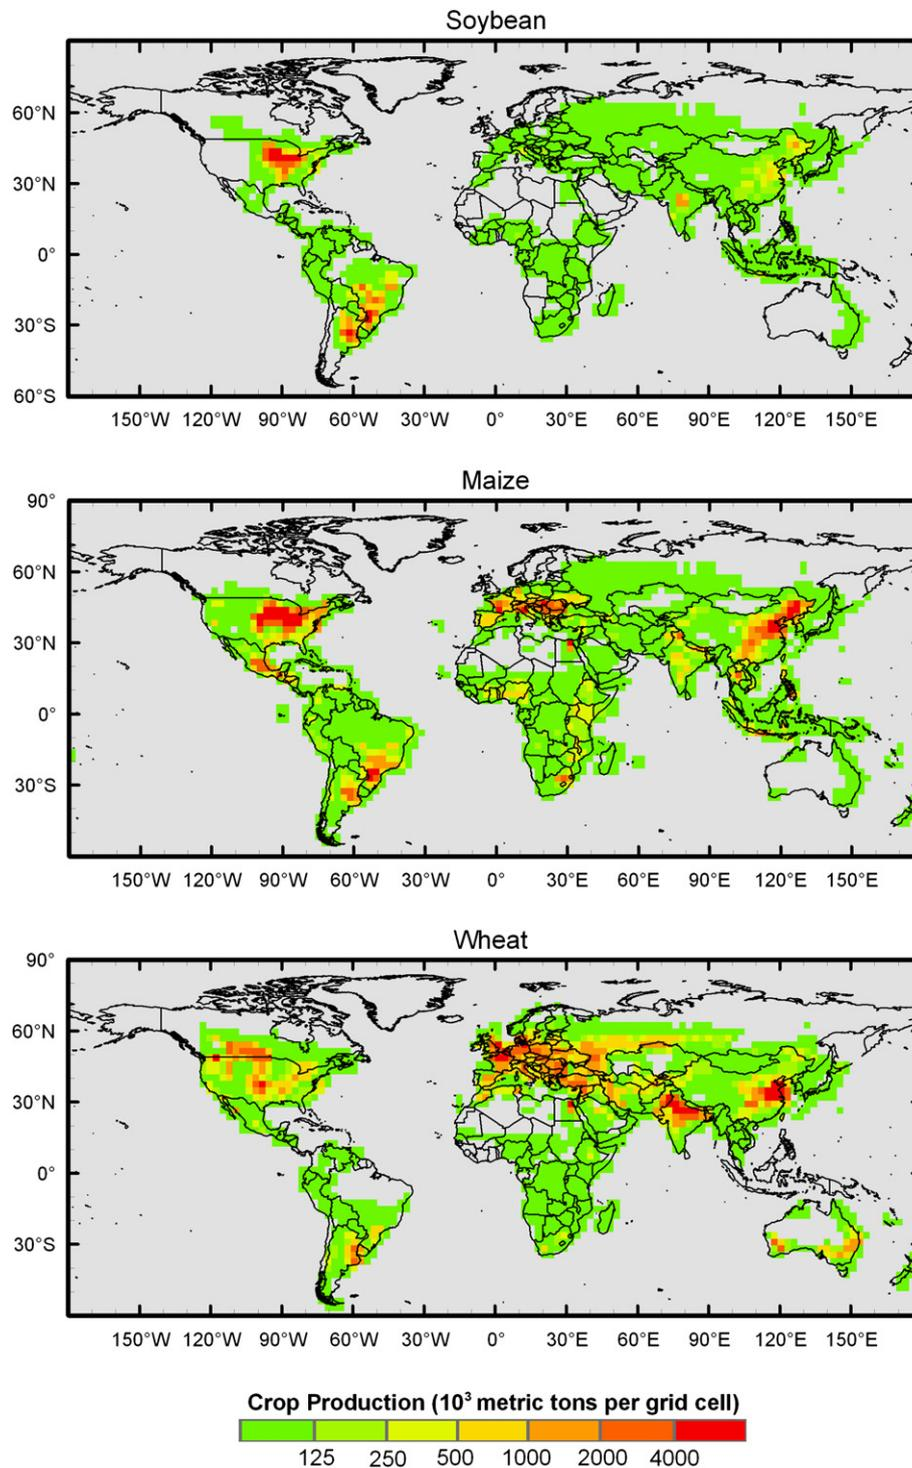 Soybean
60°N
30°N
0°
30°S
60°S
150°W 120°W 90°W 60°W 30°W 0° 30°E 60°E 90°E 120°E 150°E
Maize
90°
60°N
30°N
0°
30°S
150°W 120°W 90°W 60°W 30°W 0° 30°E 60°E 90°E 120°E 150°E
Wheat
90°
60°N
30°N
0°
30°S
150°W 120°W 90°W 60°W 30°W 0° 30°E 60°E 90°E 120°E 150°E
Crop Production (10³ metric tons per grid cell)
125 250 500 1000 2000 4000